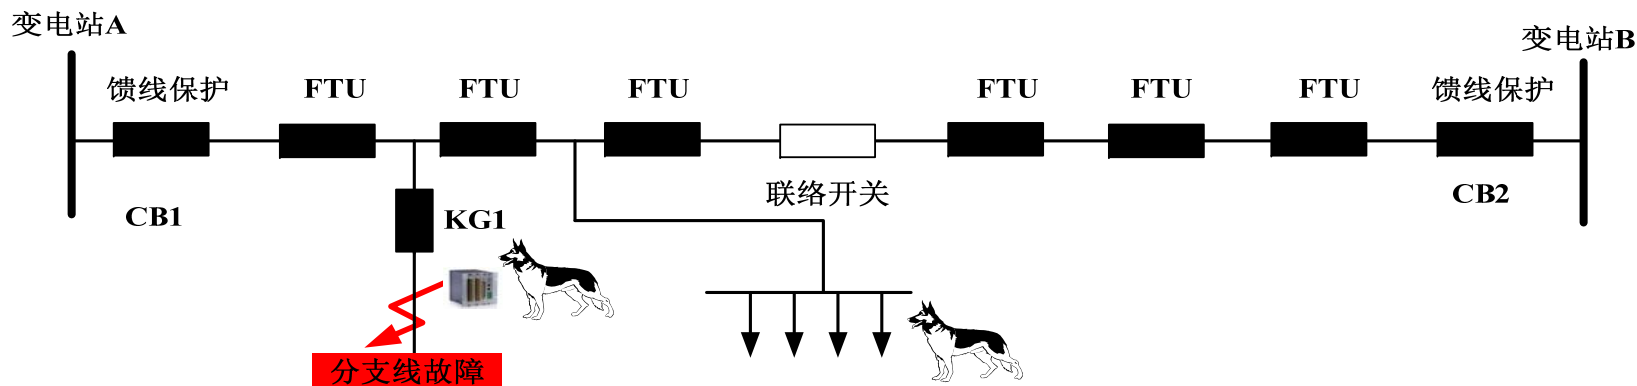 变电站A
变电站B
馈线保护
FTU
FTU
FTU
FTU
FTU
FTU
馈线保护
联络开关
CB1
KG1
CB2
分支线故障